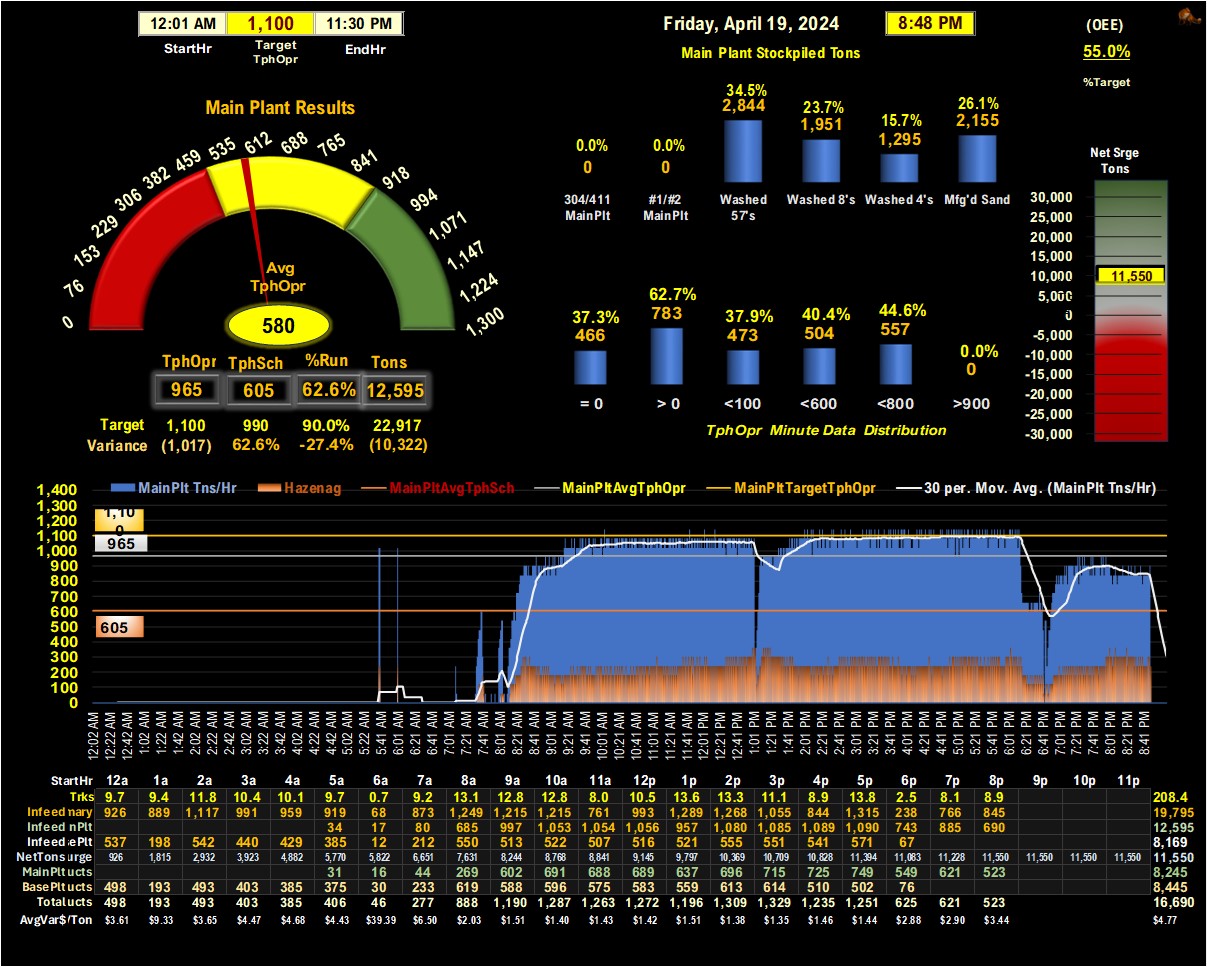 12:01 AM 1,100 11:30 PM
StartHr Target TphOpr EndHr
Friday, April 19, 2024 8:48 PM
Main Plant Stockpiled Tons
(OEE)
55.0%
%Target
Main Plant Results
0 76 153 229 306 382 459 535 612 688 765 841 918 994 1,071 1,147 1,224 1,300
Avg
TphOpr
580
TphOpr TphSch %Run Tons
965 605 62.6% 12,595
Target 1,100 990 90.0% 22,917
Variance (1,017) 62.6% -27.4% (10,322)
0.0% 0.0% 34.5% 23.7% 15.7% 26.1%
0 0 2,844 1,951 1,295 2,155
304/411 MainPlt #1/#2 MainPlt Washed 57's Washed 8's Washed 4's Mfg'd Sand
37.3% 62.7% 37.9% 40.4% 44.6% 0.0%
466 783 473 504 557 0
= 0 > 0 <100 <600 <800 >900
TphOpr Minute Data Distribution
Net Srge
Tons
30,000
25,000
20,000
15,000
10,000 11,550
5,000
0
-5,000
-10,000
-15,000
-20,000
-25,000
-30,000
MainPlt Tns/Hr Hazenag MainPltAvgTphSch MainPltAvgTphOpr MainPltTargetTphOpr 30 per. Mov. Avg. (MainPlt Tns/Hr)
1,400
1,300
1,200
1,100
1,000
900
800
700
600
500
400
300
200
100
0
1,100
965
605
12:02 AM 12:22 AM 12:42 AM 1:02 AM 1:22 AM 1:42 AM 2:02 AM 2:22 AM 2:42 AM 3:02 AM 3:22 AM 3:42 AM 4:02 AM 4:22 AM 4:42 AM 5:02 AM 5:22 AM 5:41 AM 6:01 AM 6:21 AM 6:41 AM 7:01 AM 7:21 AM 7:41 AM 8:01 AM 8:21 AM 8:41 AM 9:01 AM 9:21 AM 9:41 AM 10:01 AM 10:21 AM 10:41 AM 11:01 AM 11:21 AM 11:41 AM 12:01 PM 12:21 PM 12:41 PM 1:01 PM 1:21 PM 1:41 PM 2:01 PM 2:21 PM 2:41 PM 3:01 PM 3:21 PM 3:41 PM 4:01 PM 4:21 PM 4:41 PM 5:01 PM 5:21 PM 5:41 PM 6:01 PM 6:21 PM 6:41 PM 7:01 PM 7:21 PM 7:41 PM 8:01 PM 8:21 PM 8:41 PM
StartHr 12a 1a 2a 3a 4a 5a 6a 7a 8a 9a 10a 11a 12p 1p 2p 3p 4p 5p 6p 7p 8p 9p 10p 11p
Trks 9.7 9.4 11.8 10.4 10.1 9.7 0.7 9.2 13.1 12.8 12.8 8.0 10.5 13.6 13.3 11.1 8.9 13.8 2.5 8.1 8.9 208.4
Infeed mary 926 889 1,117 991 959 919 68 873 1,249 1,215 1,215 761 993 1,289 1,268 1,055 844 1,315 238 766 845 19,795
Infeed nPlt 34 17 80 685 997 1,053 1,054 1,056 957 1,080 1,085 1,089 1,090 743 885 690 12,595
Infeed ePlt 537 198 542 440 429 385 12 212 550 513 522 507 516 521 555 551 541 571 67 8,169
NetTons urge 926 1,815 2,932 3,923 4,882 5,770 5,822 6,651 7,631 8,244 8,768 8,841 9,145 9,797 10,369 10,709 10,828 11,394 11,083 11,228 11,550 11,550 11,550 11,550 11,550
MainPlt ucts 31 16 44 269 602 691 688 689 637 696 715 725 749 549 621 523 8,245
BasePlt ucts 498 193 493 403 385 375 30 233 619 588 596 575 583 559 613 614 510 502 76 8,445
Total ucts 498 193 493 403 385 406 46 277 888 1,190 1,287 1,263 1,272 1,196 1,309 1,329 1,235 1,251 625 621 523 16,690
AvgVar$/Ton $3.61 $9.33 $3.65 $4.47 $4.68 $4.43 $39.39 $6.50 $2.03 $1.51 $1.40 $1.43 $1.42 $1.51 $1.38 $1.35 $1.46 $1.44 $2.88 $2.90 $3.44 $4.77